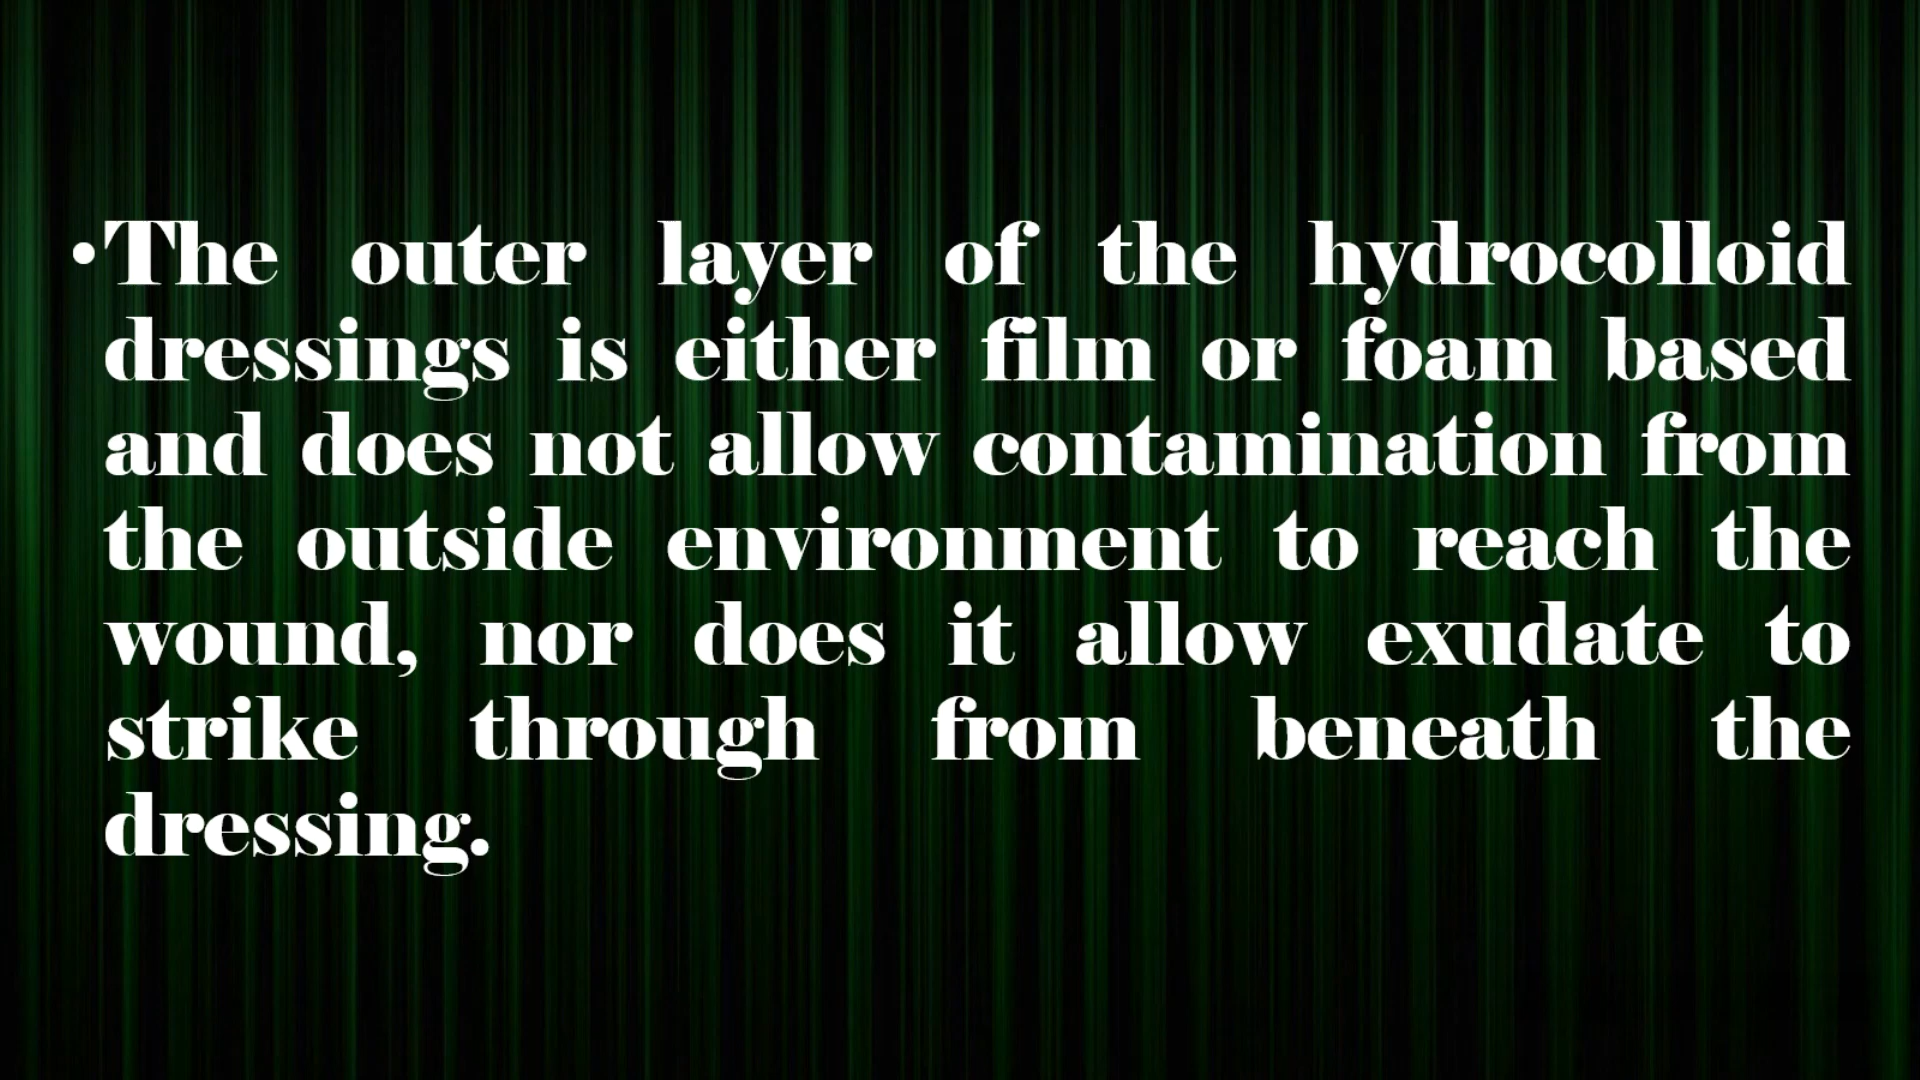 •The outer layer of the hydrocolloid
dressings is either film or foam based
and does not allow contamination from
the outside environment to reach the
wound, nor does it allow exudate to
strike through from beneath the
dressing.